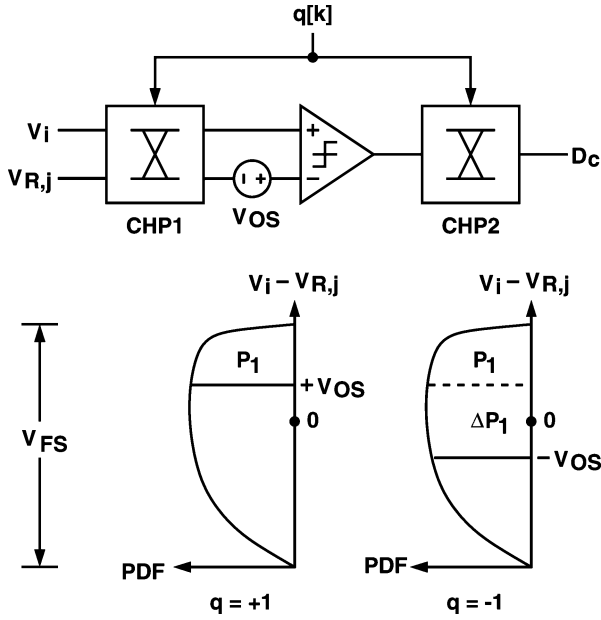 q[k]
Vi
VR,j
+
−
− +
VOS
CHP1
CHP2
Dc
Vi − VR,j
Vi − VR,j
P1
+ VOS
0
P1
ΔP1
0
− VOS
VFS
PDF
PDF
q = +1
q = -1